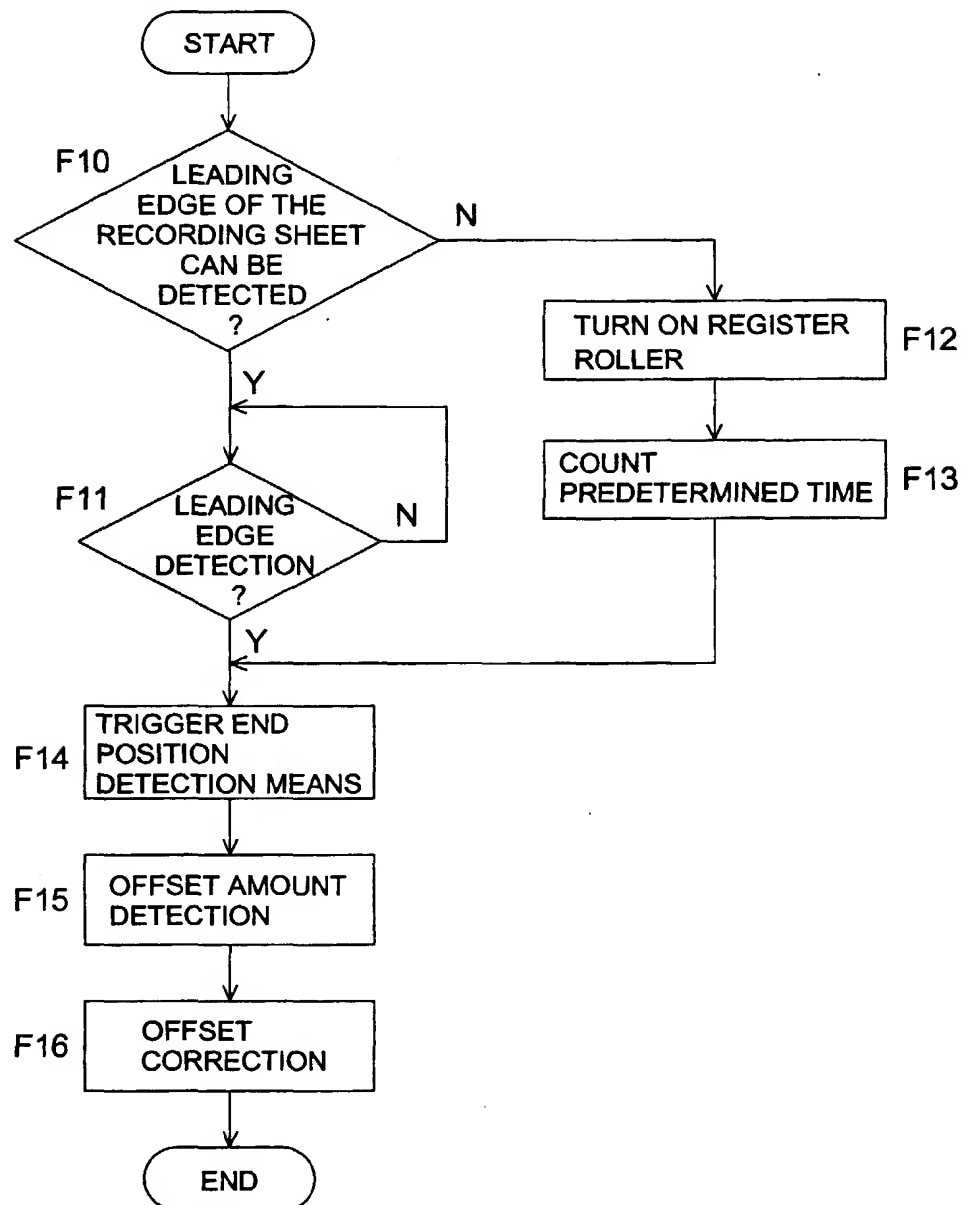 START
F10
LEADING
EDGE OF THE
RECORDING SHEET
CAN BE
DETECTED
?
N
Y
TURN ON REGISTER
ROLLER
F12
COUNT
PREDETERMINED TIME
F13
F11
LEADING
EDGE
DETECTION
?
N
Y
F14
TRIGGER END
POSITION
DETECTION MEANS
F15
OFFSET AMOUNT
DETECTION
F16
OFFSET
CORRECTION
END